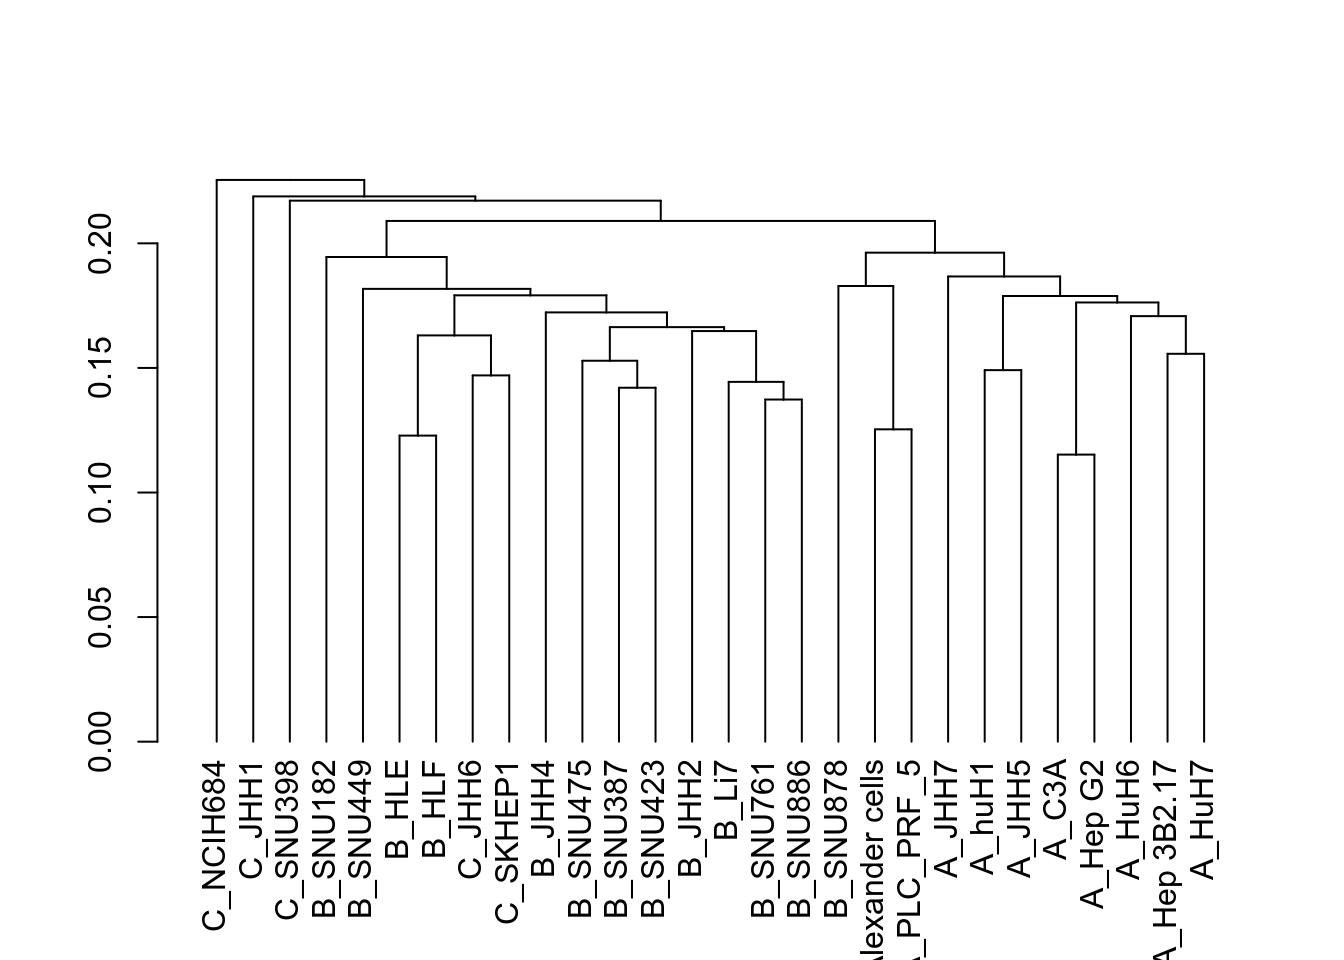 0.20
0.15
0.10
0.05
0.00
C_NCIH684
C_JHH1
C_SNU398
B_SNU182
B_SNU449
B_HLE
B_HLF
C_JHH6
C_SKHEP1
B_JHH4
B_SNU475
B_SNU387
B_SNU423
B_JHH2
B_Li7
B_SNU761
B_SNU886
B_SNU878
lexander cells
_PLC_PRF_5
A_JHH7
A_huH1
A_JHH5
A_C3A
A_Hep G2
A_HuH6
A_Hep 3B2.17
A_HuH7